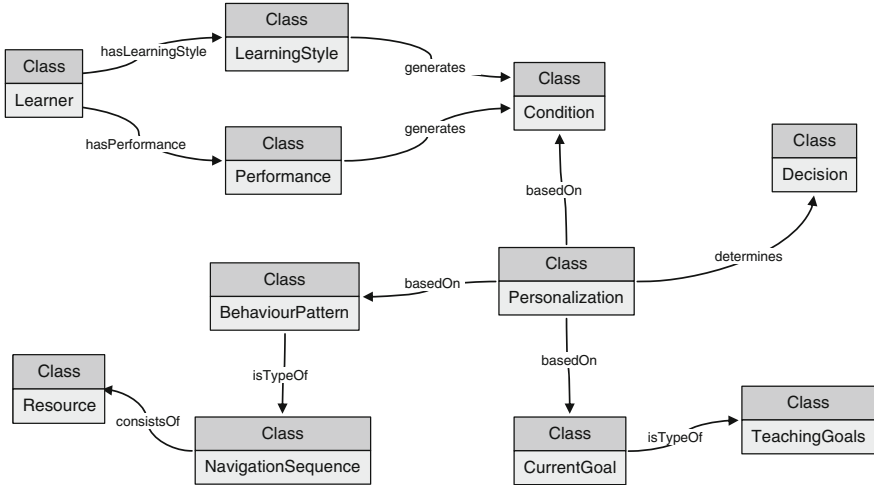 Class
LearningStyle
hasLearningStyle
generates
Class
Learner
Class
Condition
hasPerformance
Class
Performance
generates
Class
Decision
basedOn
determines
Class
Personalization
basedOn
Class
BehaviourPattern
isTypeOf
basedOn
Class
Resource
consistsOf
Class
NavigationSequence
Class
CurrentGoal
isTypeOf
Class
TeachingGoals